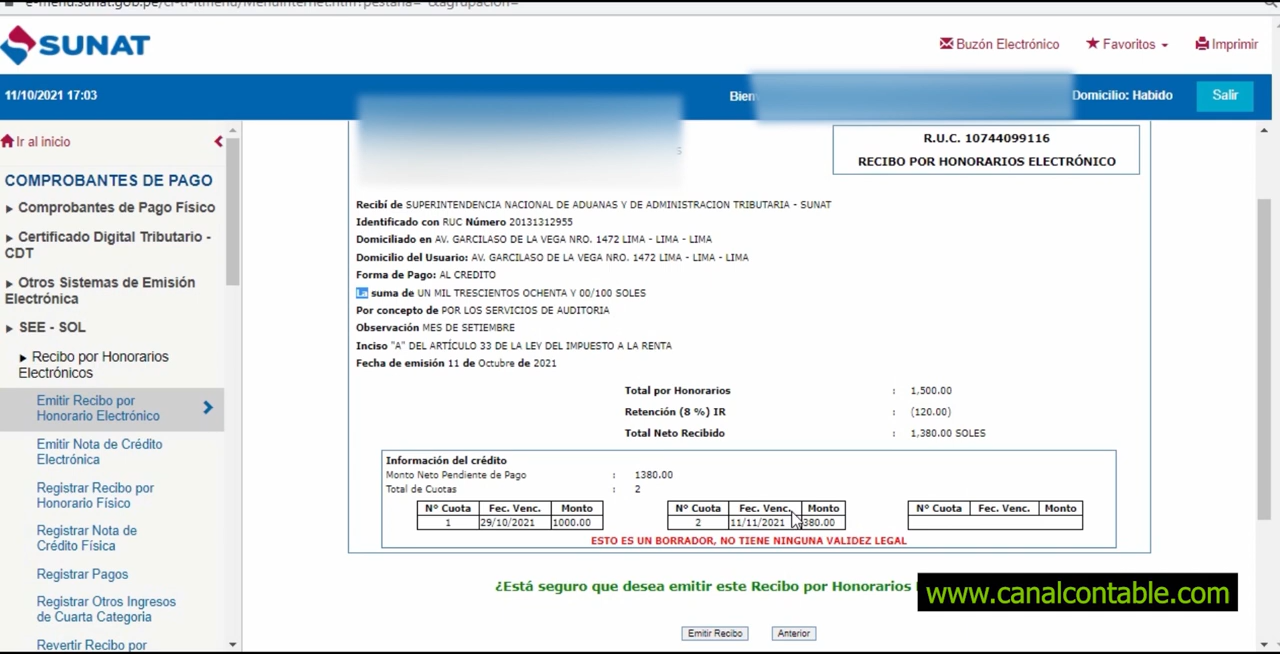 e-menu.sunat.gob.pe/cl-ti-itmenu/MenuInternet.htm?pestana=*&agrupacion=*
SUNAT
Buzón Electrónico
Favoritos
Imprimir
11/10/2021 17:03
Bien
Domicilio: Habido
Salir
Ir al inicio
COMPROBANTES DE PAGO
Comprobantes de Pago Físico
Certificado Digital Tributario -
CDT
Otros Sistemas de Emisión
Electrónica
SEE - SOL
Recibo por Honorarios
Electrónicos
Emitir Recibo por
Honorario Electrónico
Emitir Nota de Crédito
Electrónica
Registrar Recibo por
Honorario Físico
Registrar Nota de
Crédito Física
Registrar Pagos
Registrar Otros Ingresos
de Cuarta Categoria
Revertir Recibo por
R.U.C. 10744099116
RECIBO POR HONORARIOS ELECTRÓNICO
Recibí de SUPERINTENDENCIA NACIONAL DE ADUANAS Y DE ADMINISTRACION TRIBUTARIA - SUNAT
Identificado con RUC Número 20131312955
Domiciliado en AV. GARCILASO DE LA VEGA NRO. 1472 LIMA - LIMA - LIMA
Domicilio del Usuario: AV. GARCILASO DE LA VEGA NRO. 1472 LIMA - LIMA - LIMA
Forma de Pago: AL CREDITO
La suma de UN MIL TRESCIENTOS OCHENTA Y 00/100 SOLES
Por concepto de POR LOS SERVICIOS DE AUDITORIA
Observación MES DE SETIEMBRE
Inciso "A" DEL ARTÍCULO 33 DE LA LEY DEL IMPUESTO A LA RENTA
Fecha de emisión 11 de Octubre de 2021
Total por Honorarios : 1,500.00
Retención (8 %) IR : (120.00)
Total Neto Recibido : 1,380.00 SOLES
Información del crédito
Monto Neto Pendiente de Pago : 1380.00
Total de Cuotas : 2
N° Cuota Fec. Venc. Monto N° Cuota Fec. Venc. Monto N° Cuota Fec. Venc. Monto
1 29/10/2021 1000.00 2 11/11/2021 380.00
ESTO ES UN BORRADOR, NO TIENE NINGUNA VALIDEZ LEGAL
¿Está seguro que desea emitir este Recibo por Honorarios
www.canalcontable.com
Emitir Recibo
Anterior